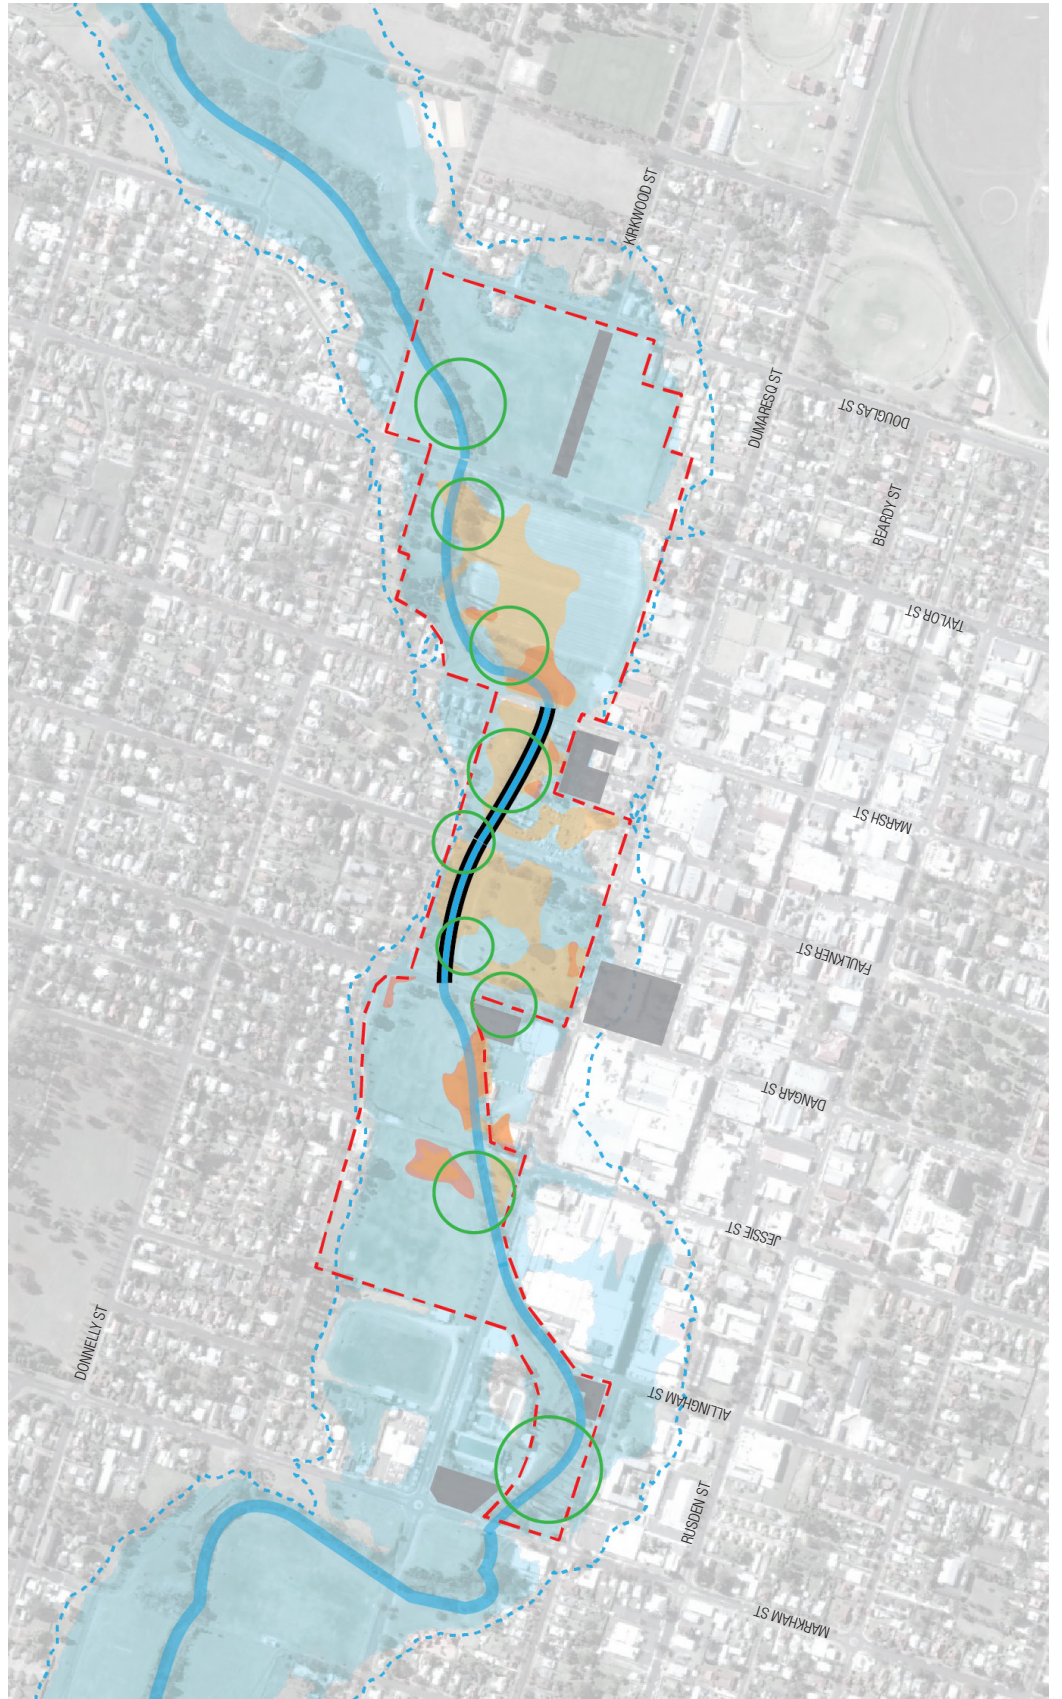 KIRKWOOD ST
DUMARESQ ST
DOUGLAS ST
BEARDY ST
TAYLOR ST
MARSH ST
FAULKNER ST
DANGAR ST
JESSIE ST
DONNELLY ST
ALLINGHAM ST
RUSDEN ST
MARKHAM ST